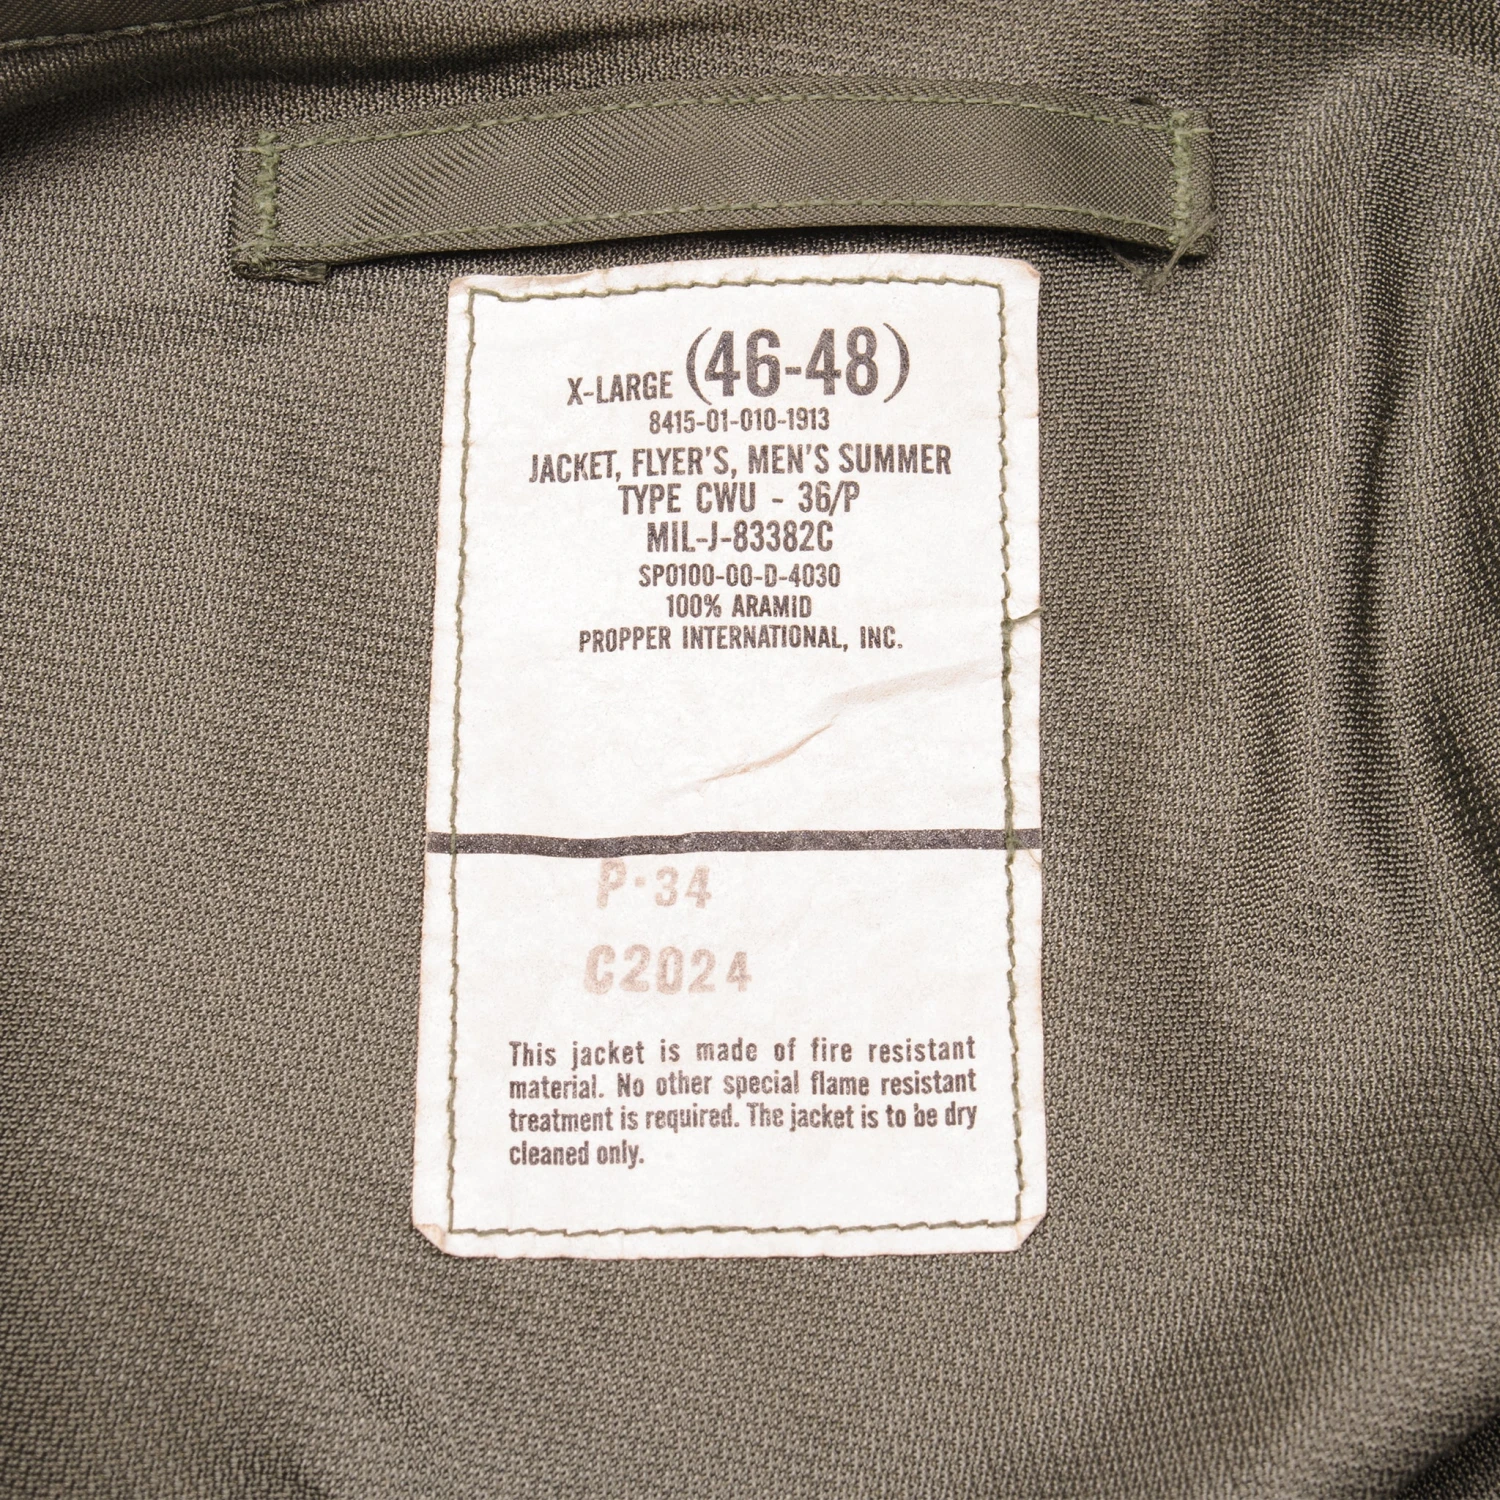 X-LARGE (46-48)
8415-01-010-1913
JACKET, FLYER'S, MEN'S SUMMER
TYPE CWU - 36/P
MIL-J-83382C
SP0100-00-D-4030
100% ARAMID
PROPPER INTERNATIONAL, INC.
P-34
C2024
This jacket is made of fire resistant
material. No other special flame resistant
treatment is required. The jacket is to be dry
cleaned only.